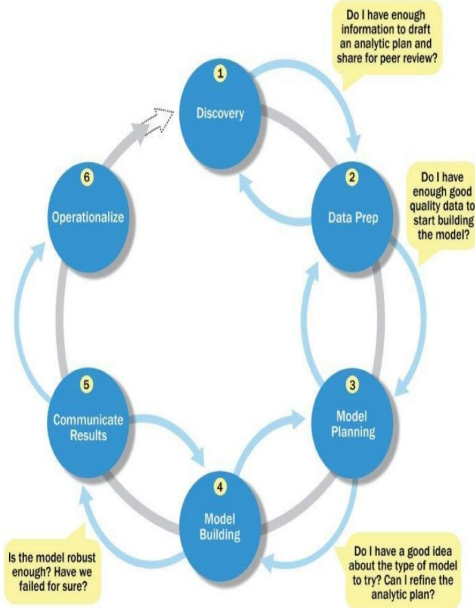 Do I have enough
information to draft
an analytic plan and
share for peer review?
1
Discovery
2
Data Prep
Do I have
enough good
quality data to
start building
the model?
3
Model
Planning
Do I have a good idea
about the type of model
to try? Can I refine the
analytic plan?
4
Model
Building
Is the model robust
enough? Have we
failed for sure?
5
Communicate
Results
6
Operationalize